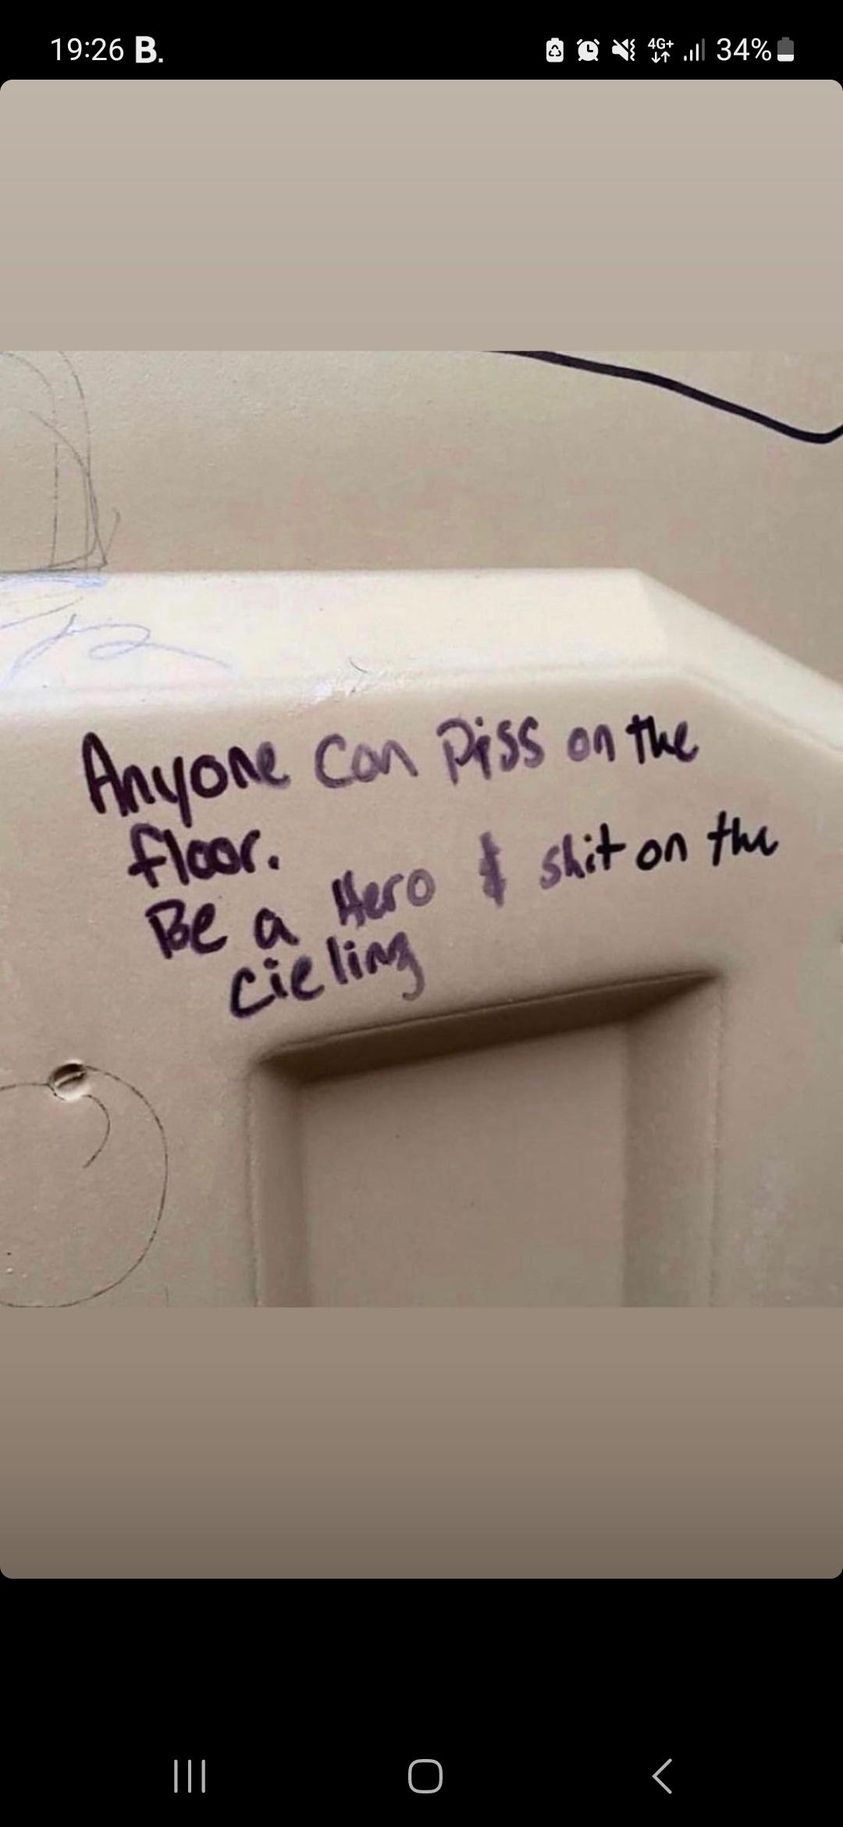 19:26 B.
4G+
34%
Anyone Can Piss on the
floor.
Be a Hero & shit on the
Cieling